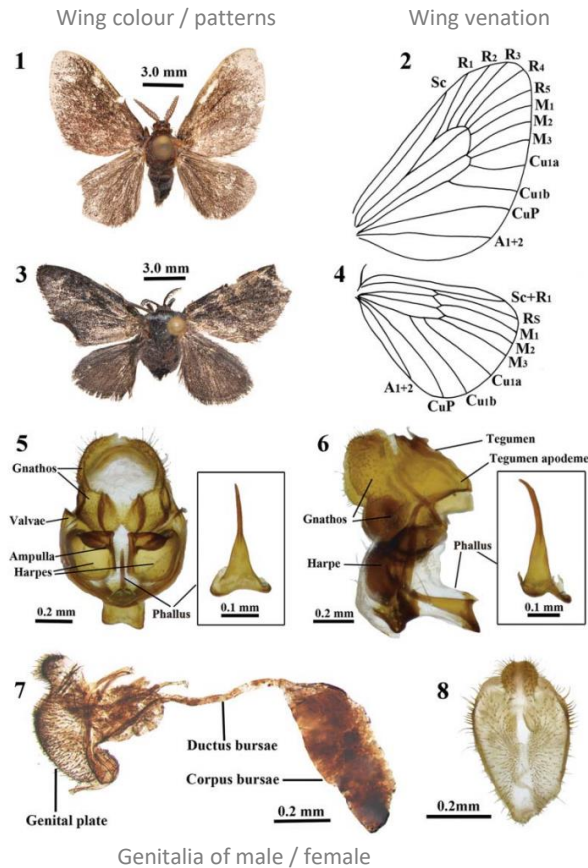 Wing colour / patterns
Wing venation
1
3.0 mm
2
Sc
R1
R2
R3
R4
R5
M1
M2
M3
Cu1a
Cu1b
CuP
A1+2
3
3.0 mm
4
Sc+R1
Rs
M1
M2
M3
Cu1a
Cu1b
CuP
A1+2
5
Gnathos
Valvae
Ampulla
Harpes
Phallus
0.2 mm
0.1 mm
6
Tegumen
Tegumen apodeme
Gnathos
Harpe
Phallus
0.2 mm
0.1 mm
7
Ductus bursae
Corpus bursae
Genital plate
0.2 mm
8
0.2mm
Genitalia of male / female